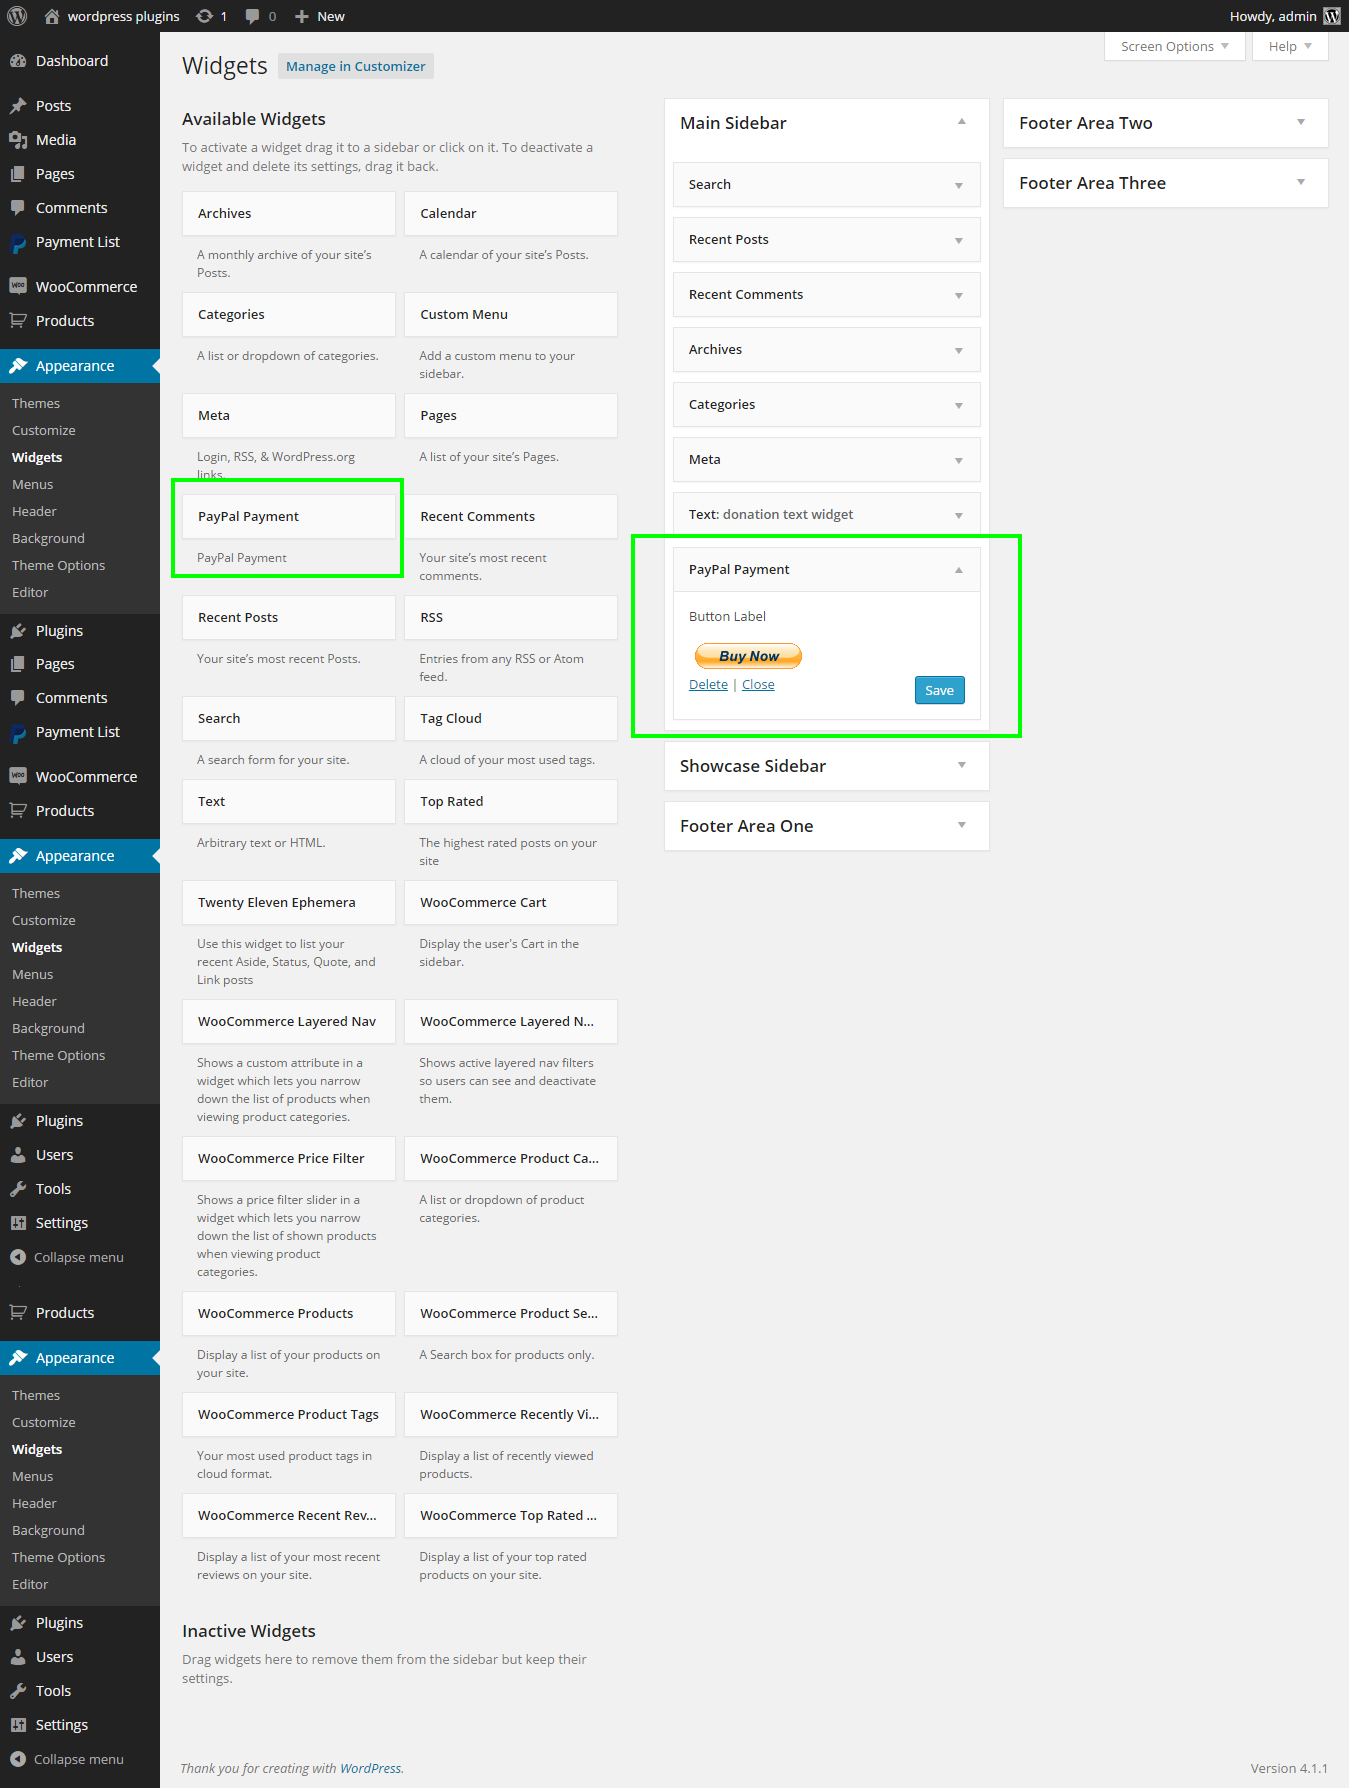 wordpress plugins 1 0 New Howdy, admin
Dashboard
Posts
Media
Pages
Comments
Payment List
WooCommerce
Products
Appearance
Themes
Customize
Widgets
Menus
Header
Background
Theme Options
Editor
Plugins
Pages
Comments
Payment List
WooCommerce
Products
Appearance
Themes
Customize
Widgets
Menus
Header
Background
Theme Options
Editor
Plugins
Users
Tools
Settings
Collapse menu
Products
Appearance
Themes
Customize
Widgets
Menus
Header
Background
Theme Options
Editor
Plugins
Users
Tools
Settings
Collapse menu
Screen Options Help
Widgets Manage in Customizer
Available Widgets
To activate a widget drag it to a sidebar or click on it. To deactivate a
widget and delete its settings, drag it back.
Archives
A monthly archive of your site's
Posts.
Calendar
A calendar of your site's Posts.
Categories
A list or dropdown of categories.
Custom Menu
Add a custom menu to your
sidebar.
Meta
Login, RSS, & WordPress.org
links.
Pages
A list of your site's Pages.
PayPal Payment
PayPal Payment
Recent Comments
Your site's most recent
comments.
Recent Posts
Your site's most recent Posts.
RSS
Entries from any RSS or Atom
feed.
Search
A search form for your site.
Tag Cloud
A cloud of your most used tags.
Text
Arbitrary text or HTML.
Top Rated
The highest rated posts on your
site
Twenty Eleven Ephemera
Use this widget to list your
recent Aside, Status, Quote, and
Link posts
WooCommerce Cart
Display the user's Cart in the
sidebar.
WooCommerce Layered Nav
Shows a custom attribute in a
widget which lets you narrow
down the list of products when
viewing product categories.
WooCommerce Layered N...
Shows active layered nav filters
so users can see and deactivate
them.
WooCommerce Price Filter
Shows a price filter slider in a
widget which lets you narrow
down the list of shown products
when viewing product
categories.
WooCommerce Product Ca...
A list or dropdown of product
categories.
WooCommerce Products
Display a list of your products on
your site.
WooCommerce Product Se...
A Search box for products only.
WooCommerce Product Tags
Your most used product tags in
cloud format.
WooCommerce Recently Vi...
Display a list of recently viewed
products.
WooCommerce Recent Rev...
Display a list of your most recent
reviews on your site.
WooCommerce Top Rated ...
Display a list of your top rated
products on your site.
Inactive Widgets
Drag widgets here to remove them from the sidebar but keep their
settings.
Main Sidebar
Search
Recent Posts
Recent Comments
Archives
Categories
Meta
Text: donation text widget
PayPal Payment
Button Label
Buy Now
Delete | Close
Save
Showcase Sidebar
Footer Area One
Footer Area Two
Footer Area Three
Thank you for creating with WordPress.
Version 4.1.1